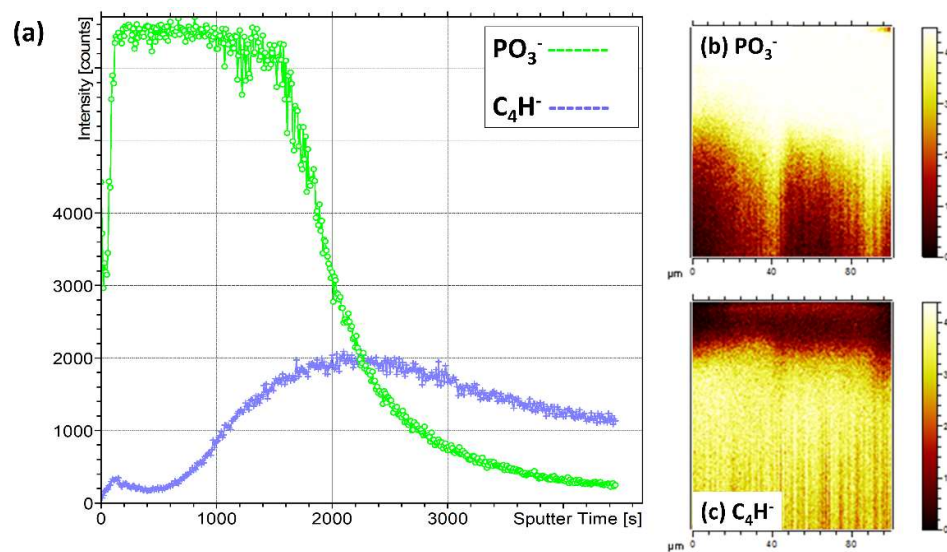 (a)
Intensity [counts]
4000
3000
2000
1000
0
0 1000 2000 3000 Sputter Time [s]
PO₃⁻
C₄H⁻
(b) PO₃⁻
µm 0 40 80
(c) C₄H⁻
0 40 80
µm